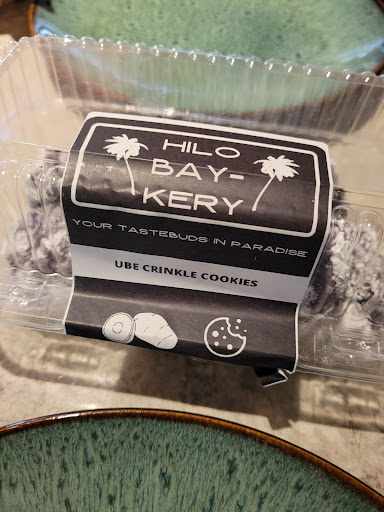 HILO
BAY-
KERY
YOUR TASTEBUDS IN PARADISE
UBE CRINKLE COOKIES